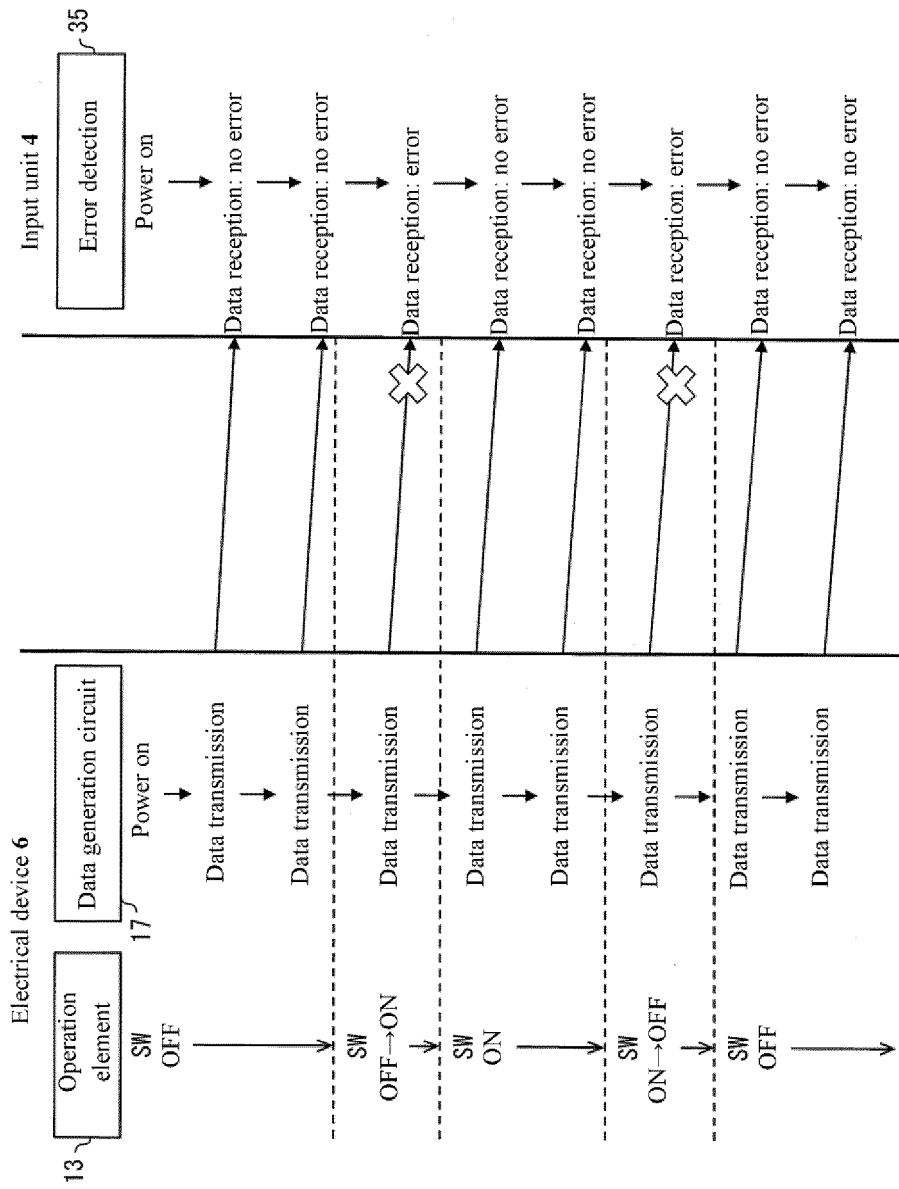 Electrical device 6
Input unit 4
13
Operation
element
17
Data generation circuit
Error detection
35
SW
OFF
SW
OFF→ON
SW
ON
SW
ON→OFF
SW
OFF
Power on
Data transmission
Data transmission
Data transmission
Data transmission
Data transmission
Data transmission
Data transmission
Data transmission
Power on
Data reception: no error
Data reception: no error
Data reception: error
Data reception: no error
Data reception: no error
Data reception: error
Data reception: no error
Data reception: no error